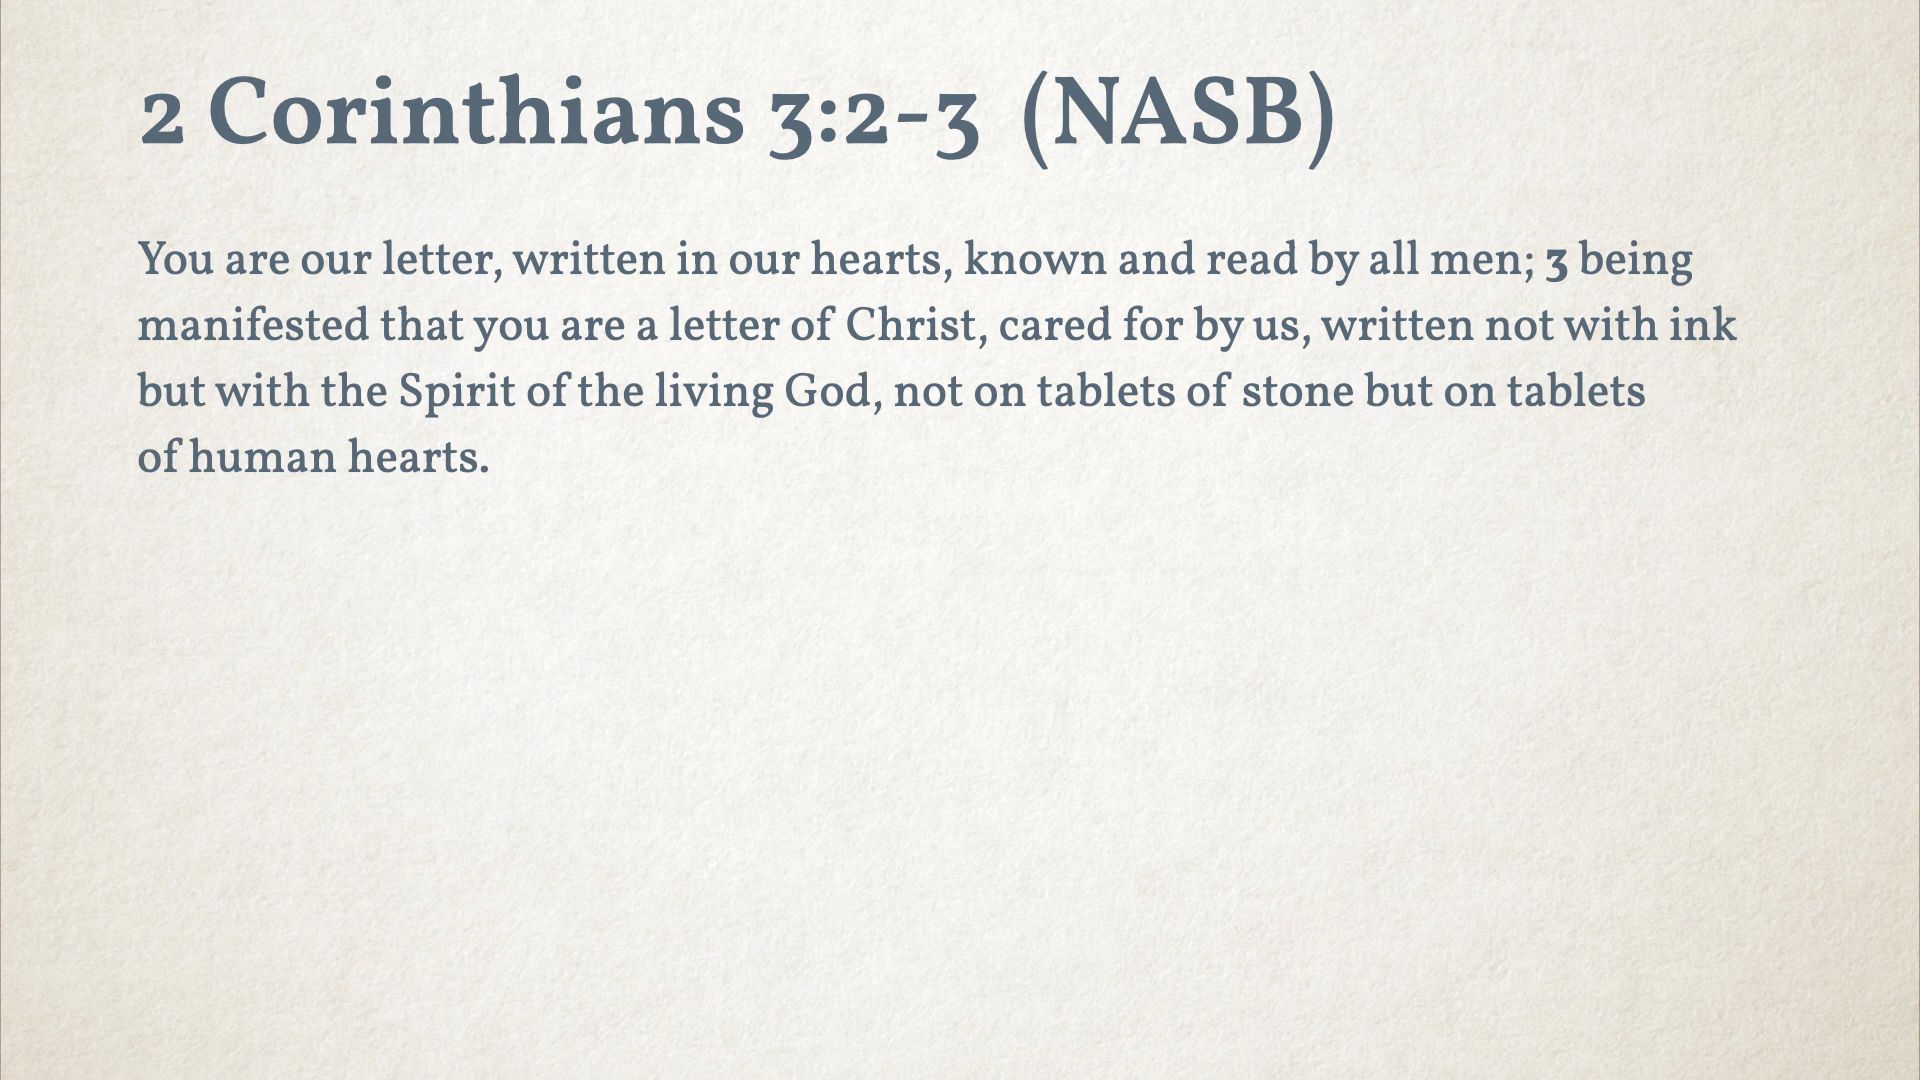 2 Corinthians 3:2-3 (NASB)
You are our letter, written in our hearts, known and read by all men; 3 being
manifested that you are a letter of Christ, cared for by us, written not with ink
but with the Spirit of the living God, not on tablets of stone but on tablets
of human hearts.